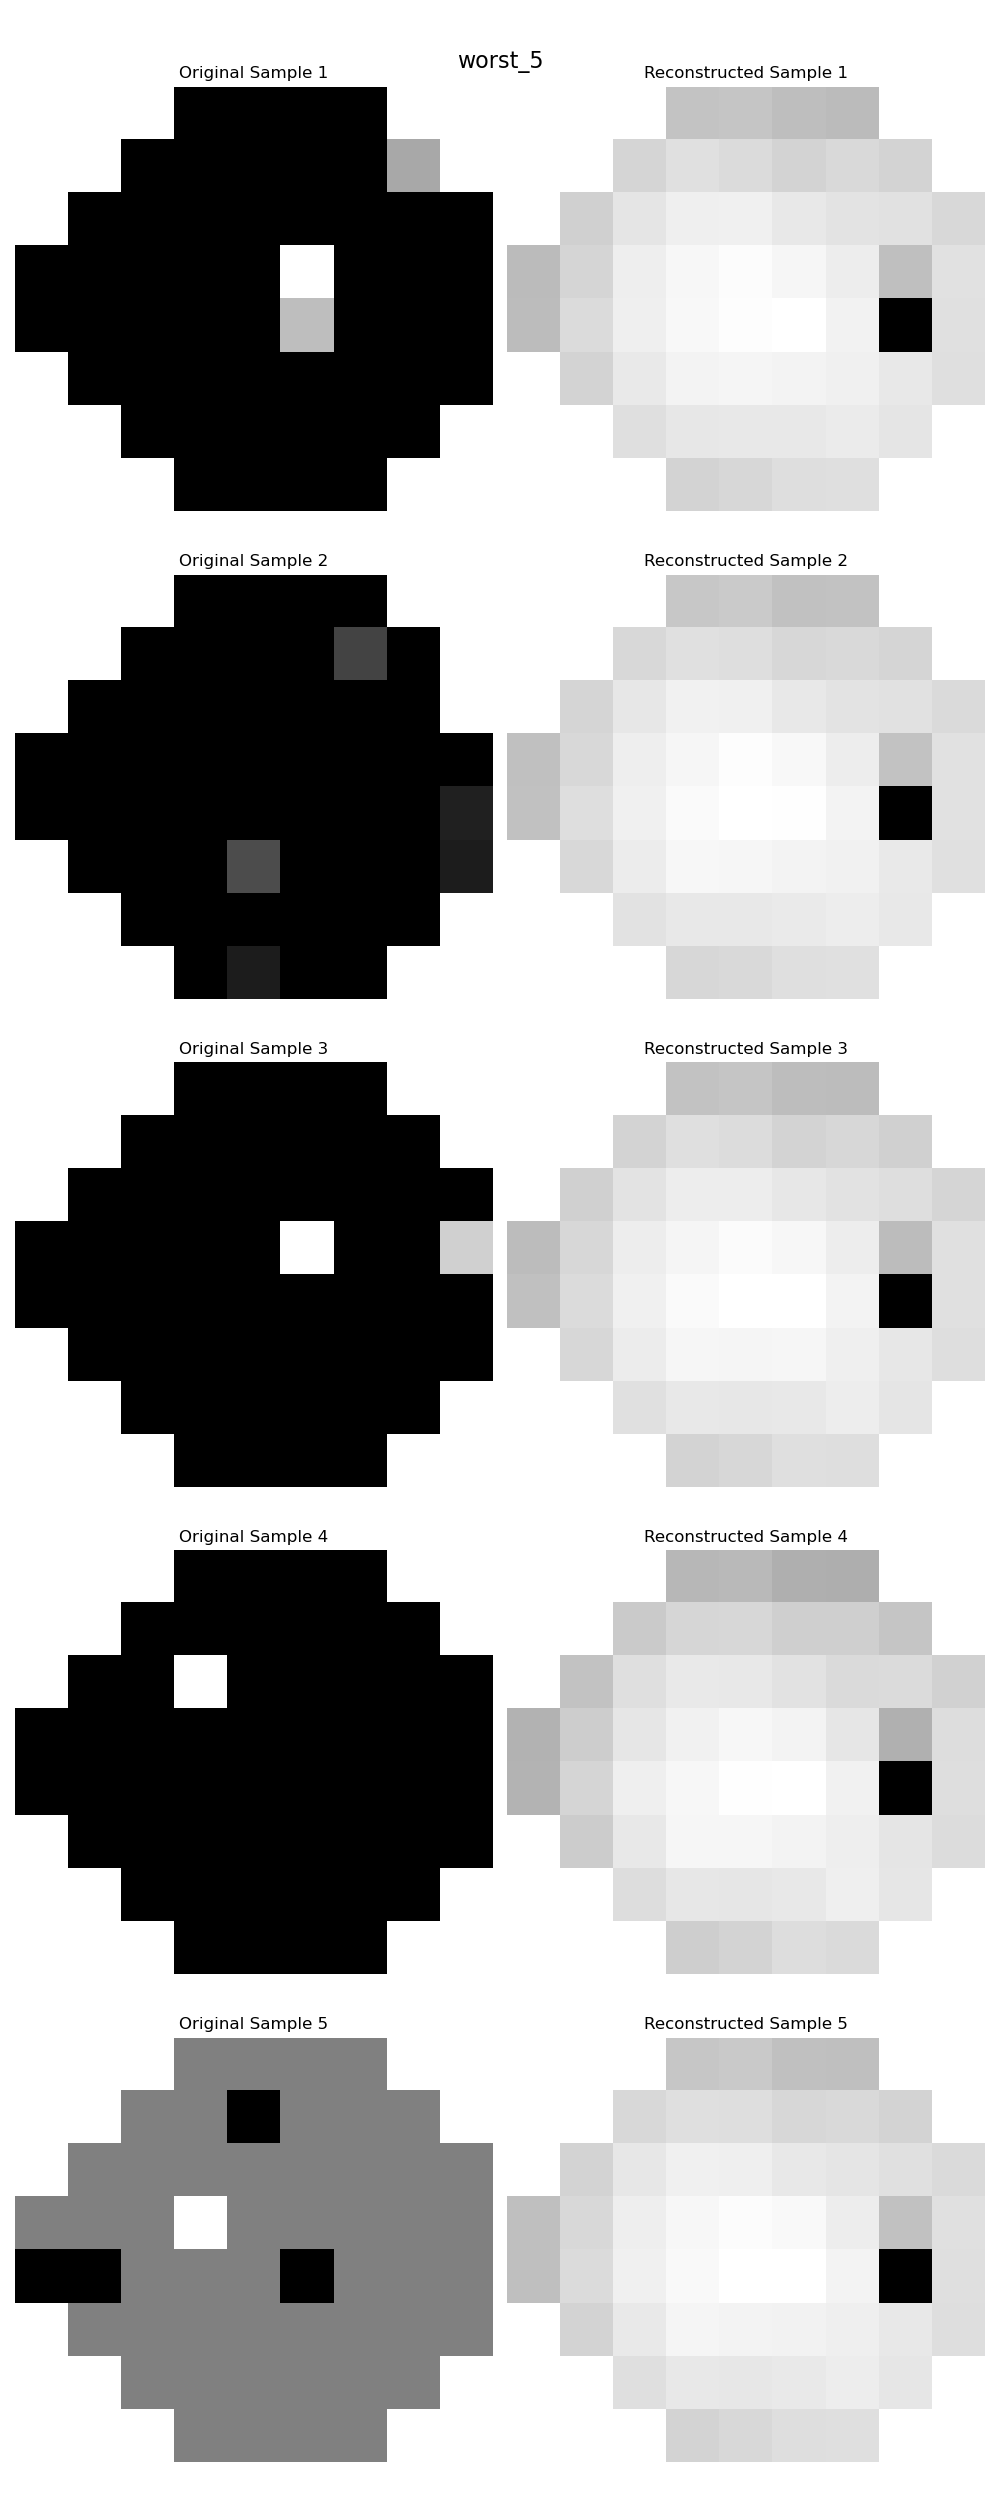 worst_5
Original Sample 1
Reconstructed Sample 1
Original Sample 2
Reconstructed Sample 2
Original Sample 3
Reconstructed Sample 3
Original Sample 4
Reconstructed Sample 4
Original Sample 5
Reconstructed Sample 5